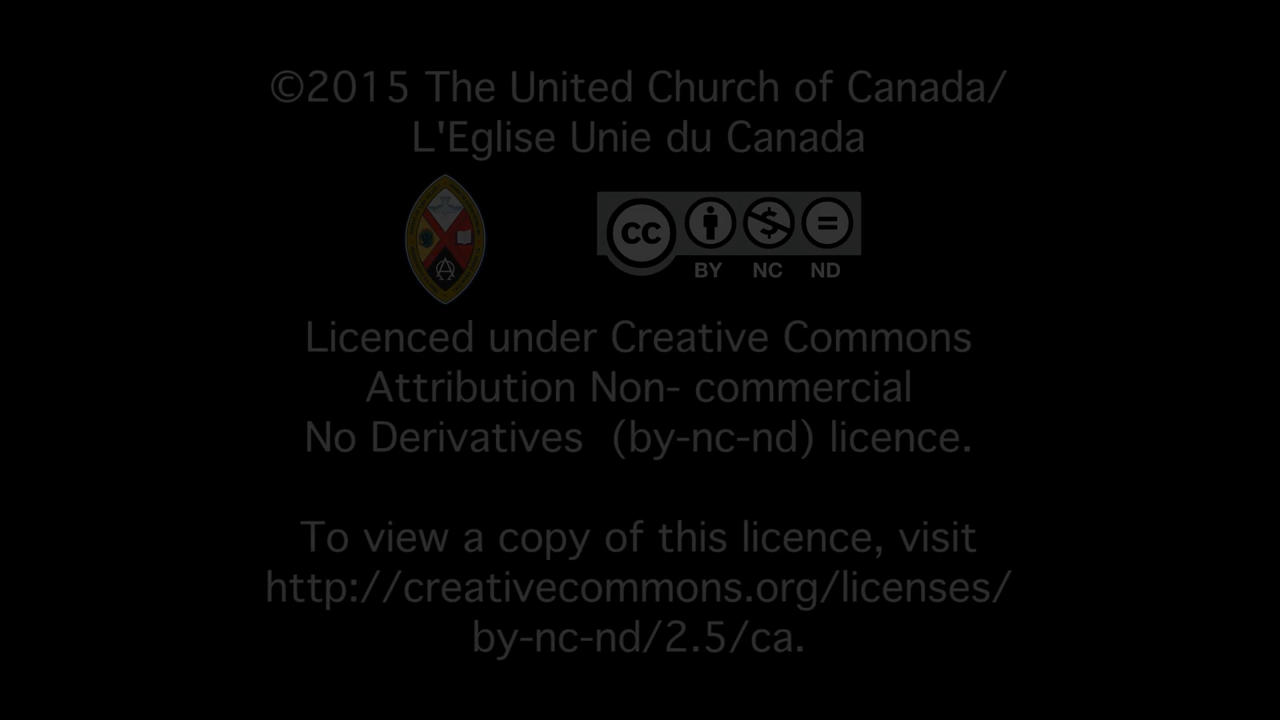 ©2015 The United Church of Canada/
L'Eglise Unie du Canada
cc
BY NC ND
Licenced under Creative Commons
Attribution Non- commercial
No Derivatives (by-nc-nd) licence.
To view a copy of this licence, visit
http://creativecommons.org/licenses/
by-nc-nd/2.5/ca.